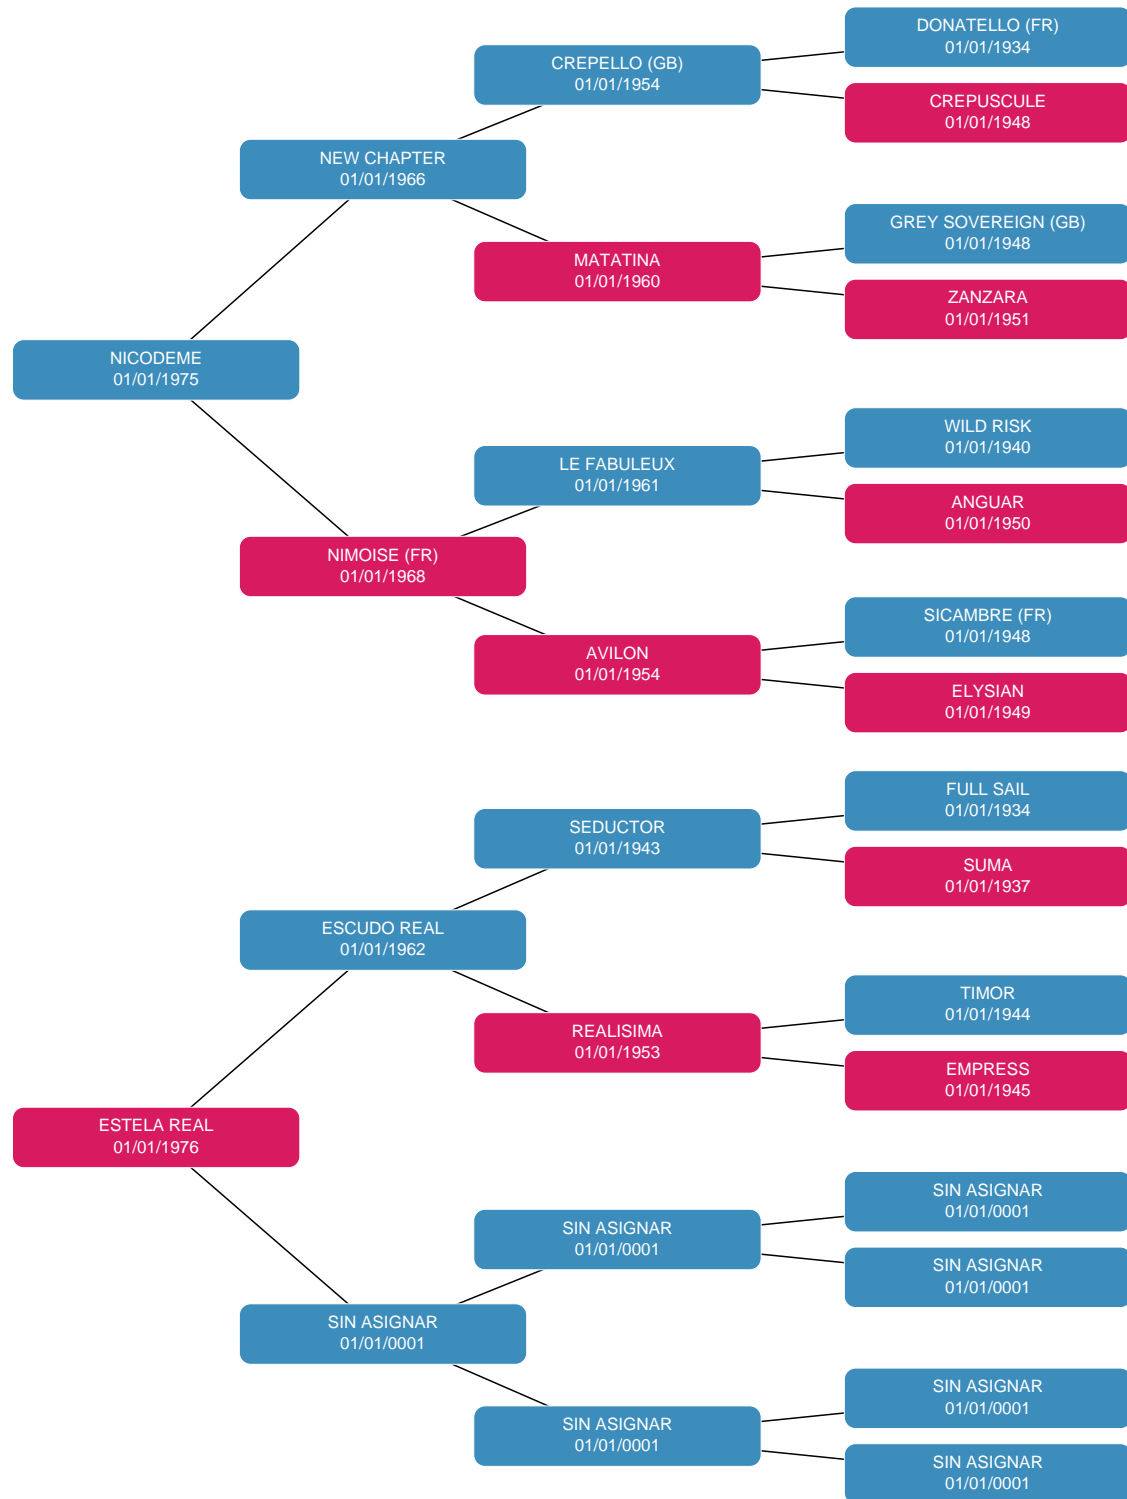 DONATELLO (FR)
01/01/1934
CREPELLO (GB)
01/01/1954
CREPUSCULE
01/01/1948
NEW CHAPTER
01/01/1966
GREY SOVEREIGN (GB)
01/01/1948
MATATINA
01/01/1960
ZANZARA
01/01/1951
NICODEME
01/01/1975
WILD RISK
01/01/1940
LE FABULEUX
01/01/1961
ANGUAR
01/01/1950
NIMOISE (FR)
01/01/1968
SICAMBRE (FR)
01/01/1948
AVILON
01/01/1954
ELYSIAN
01/01/1949
FULL SAIL
01/01/1934
SEDUCTOR
01/01/1943
SUMA
01/01/1937
ESCUDO REAL
01/01/1962
TIMOR
01/01/1944
REALISIMA
01/01/1953
EMPRESS
01/01/1945
ESTELA REAL
01/01/1976
SIN ASIGNAR
01/01/0001
SIN ASIGNAR
01/01/0001
SIN ASIGNAR
01/01/0001
SIN ASIGNAR
01/01/0001
SIN ASIGNAR
01/01/0001
SIN ASIGNAR
01/01/0001
SIN ASIGNAR
01/01/0001